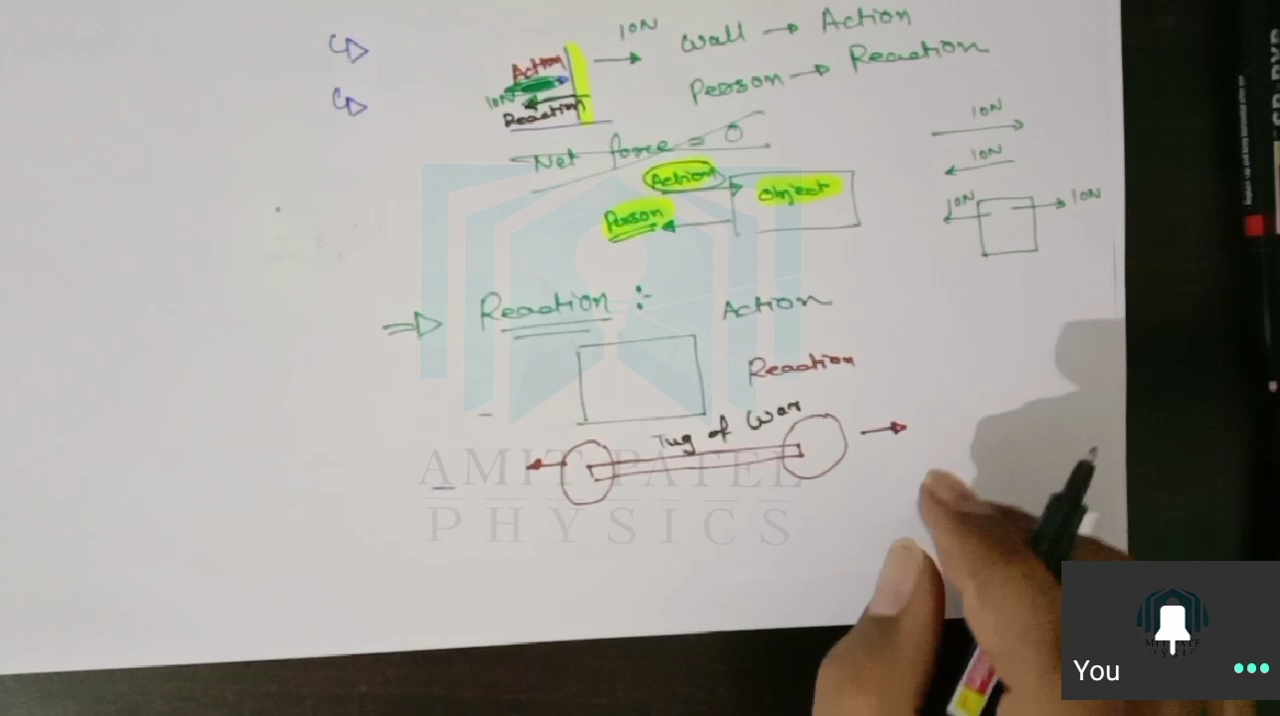 10N
Wall → Action
Action
10N
Reaction
Person → Reaction
Net force = 0
10N
10N
Action
Object
Person
10N
10N
⇒ Reaction :-
Action
Reaction
Tug of War
AMIT PATEL
PHYSICS
You